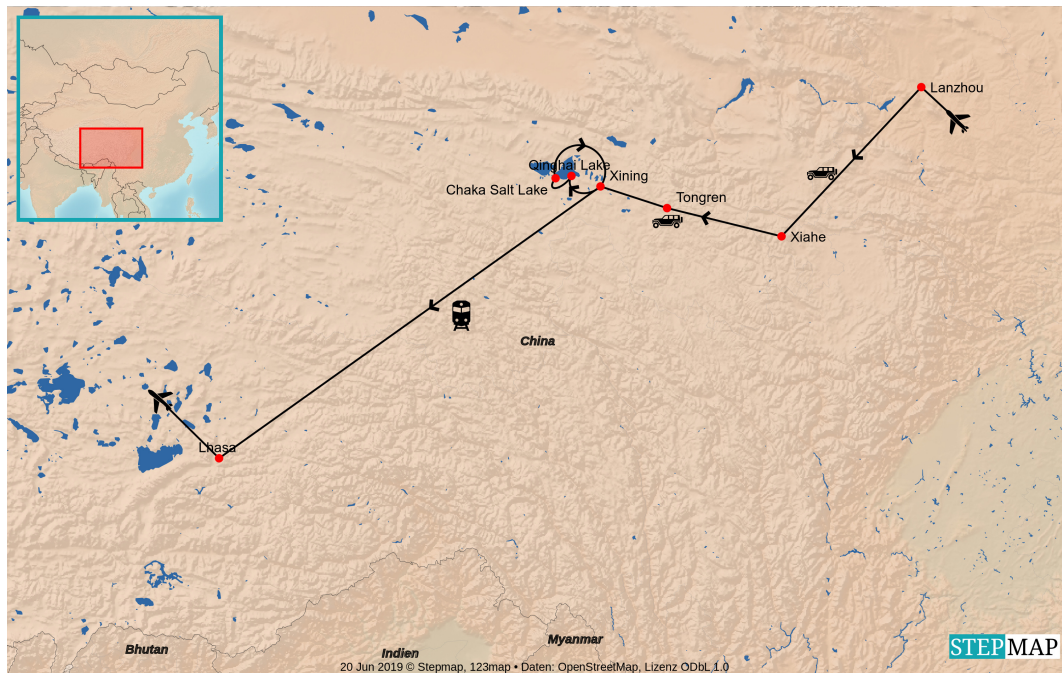 Lanzhou
Qinghai Lake
Xining
Chaka Salt Lake
Tongren
Xiahe
China
Lhasa
Bhutan
Indien
Myanmar
STEPMAP
20 Jun 2019 © Stepmap, 123map • Daten: OpenStreetMap, Lizenz ODbL 1.0